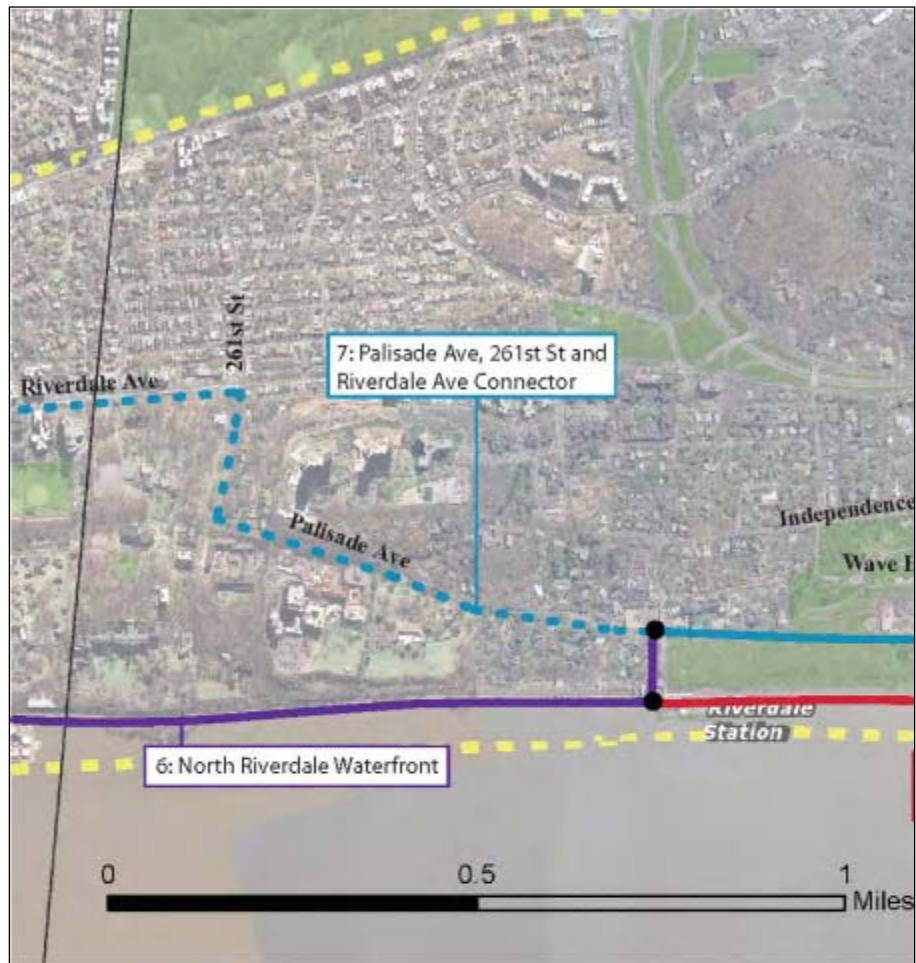 261st St
7: Palisade Ave, 261st St and
Riverdale Ave Connector
Riverdale Ave
Palisade Ave
Independence
Wave
Riverdale
Station
6: North Riverdale Waterfront
0 0.5 1
Miles